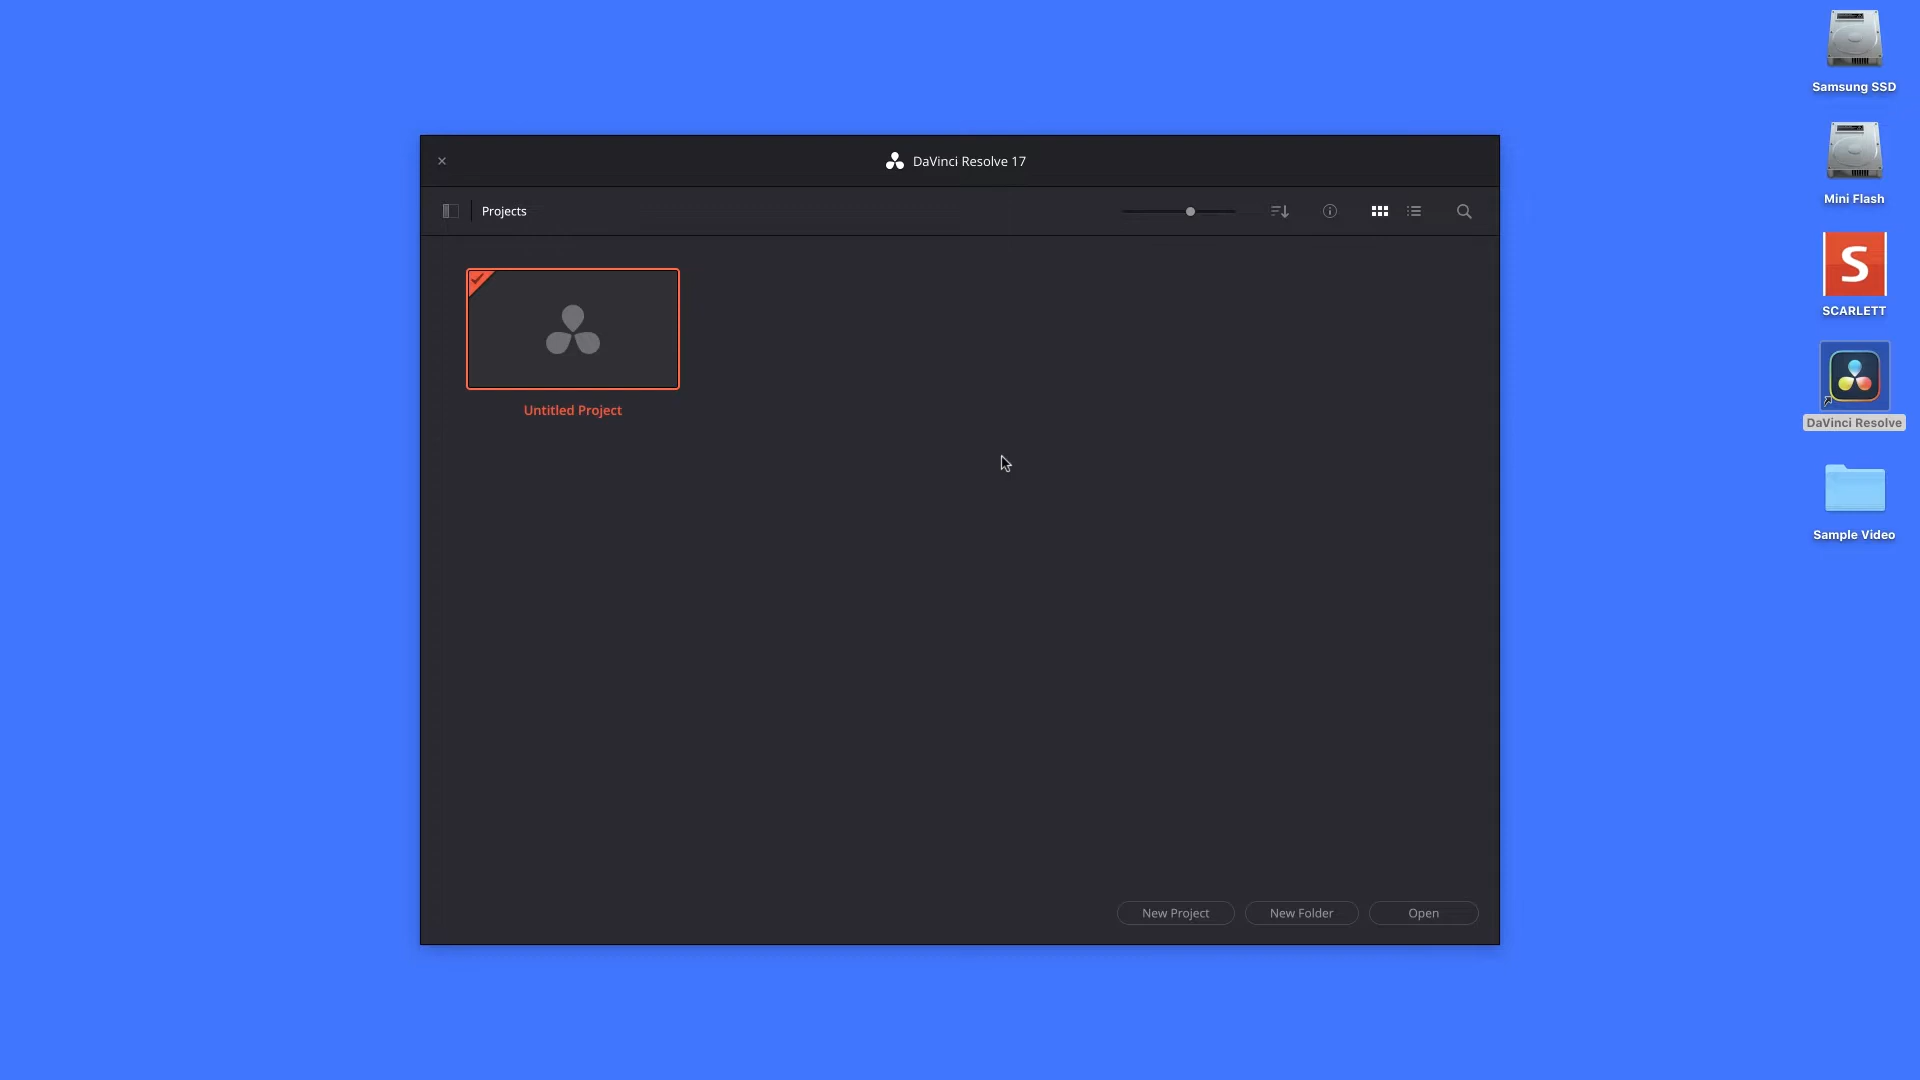 DaVinci Resolve 17
Projects
Untitled Project
New Project
New Folder
Open
Samsung SSD
Mini Flash
S
SCARLETT
DaVinci Resolve
Sample Video